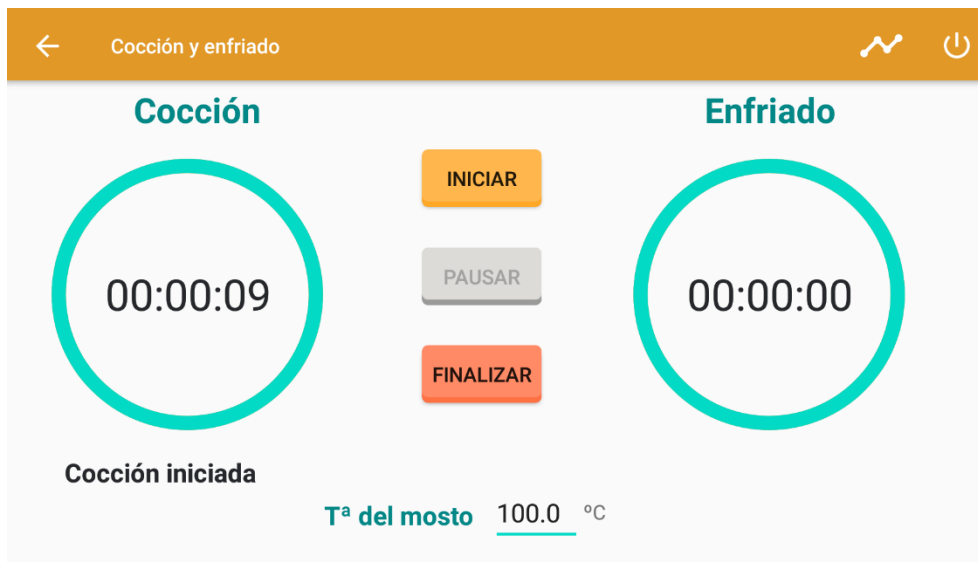 Cocción y enfriado
Cocción
Enfriado
INICIAR
00:00:09
PAUSAR
00:00:00
FINALIZAR
Cocción iniciada
Tª del mosto 100.0 ºC